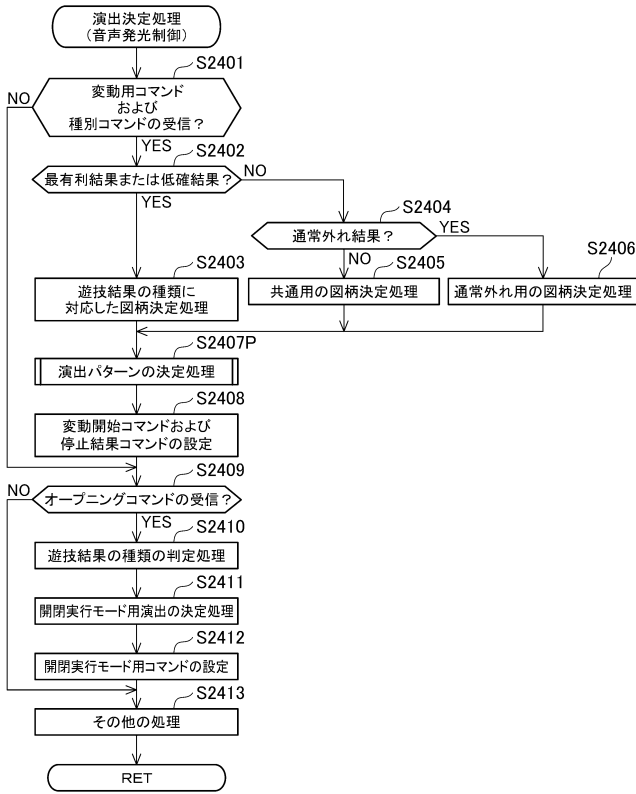 演出決定処理
(音声発光制御)
S2401
変動用コマンド
および
種別コマンドの受信？
NO
YES
S2402
最有利結果または低確結果？
NO
YES
S2404
通常外れ結果？
YES
NO
S2403
遊技結果の種類に
対応した図柄決定処理
S2405
共通用の図柄決定処理
S2406
通常外れ用の図柄決定処理
S2407P
演出パターンの決定処理
S2408
変動開始コマンドおよび
停止結果コマンドの設定
S2409
オープニングコマンドの受信？
NO
YES
S2410
遊技結果の種類の判定処理
S2411
開閉実行モード用演出の決定処理
S2412
開閉実行モード用コマンドの設定
S2413
その他の処理
RET